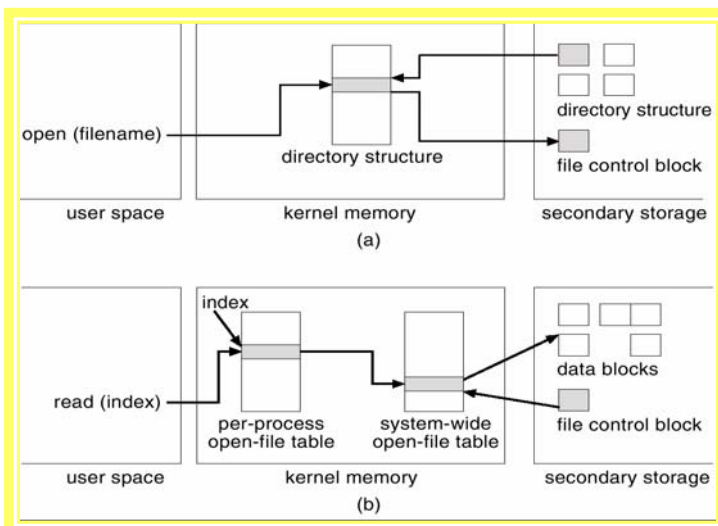 open (filename)
directory structure
directory structure
file control block
user space
kernel memory
secondary storage
(a)
index
read (index)
per-process
open-file table
system-wide
open-file table
data blocks
file control block
user space
kernel memory
secondary storage
(b)